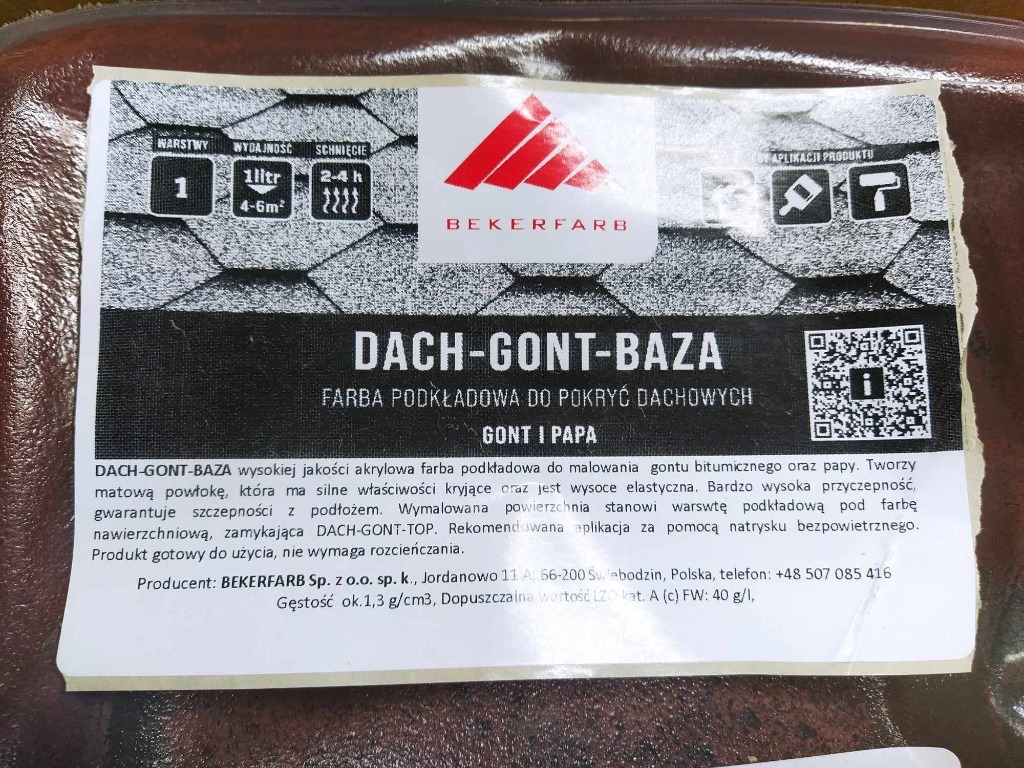 WARSTWY WYDAJNOŚĆ SCHNIĘCIE
1 1litr 4-6m² 2-4 h
BEKERFARB
APLIKACJI PRODUKTU
DACH-GONT-BAZA
FARBA PODKŁADOWA DO POKRYĆ DACHOWYCH
GONT I PAPA
DACH-GONT-BAZA wysokiej jakości akrylowa farba podkładowa do malowania gontu bitumicznego oraz papy. Tworzy
matową powłokę, która ma silne właściwości kryjące oraz jest wysoce elastyczna. Bardzo wysoka przyczepność,
gwarantuje szczepności z podłożem. Wymalowana powierzchnia stanowi warswtę podkładową pod farbę
nawierzchniową, zamykająca DACH-GONT-TOP. Rekomendowana aplikacja za pomocą natrysku bezpowietrznego.
Produkt gotowy do użycia, nie wymaga rozcieńczania.
Producent: BEKERFARB Sp. z o.o. sp. k., Jordanowo 11 A, 66-200 Świebodzin, Polska, telefon: +48 507 085 416
Gęstość ok.1,3 g/cm3, Dopuszczalna wartość LZO kat. A (c) FW: 40 g/l,